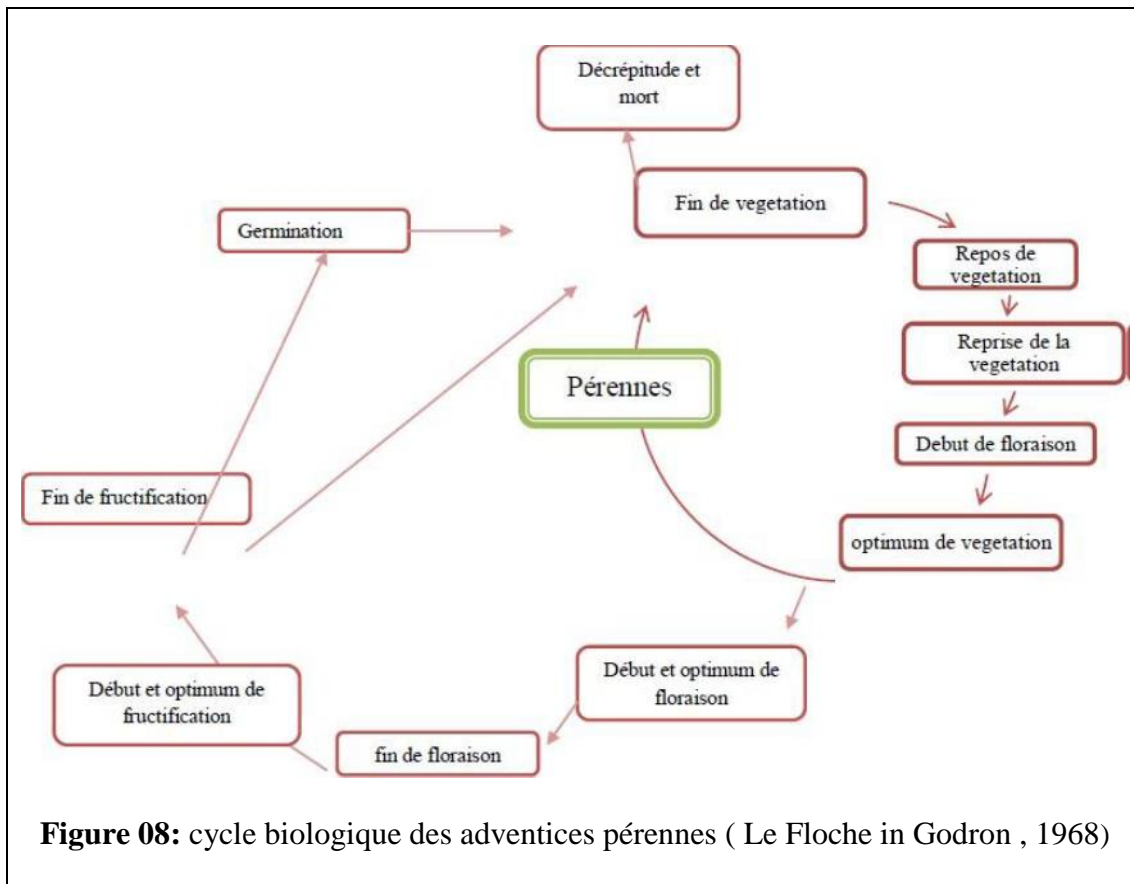 Décrépitude et
mort
Fin de vegetation
Germination
Repos de
vegetation
Reprise de la
vegetation
Pérennes
Debut de floraison
Fin de fructification
optimum de vegetation
Début et optimum de
floraison
Début et optimum de
fructification
fin de floraison
Figure 08: cycle biologique des adventices pérennes ( Le Floche in Godron , 1968)